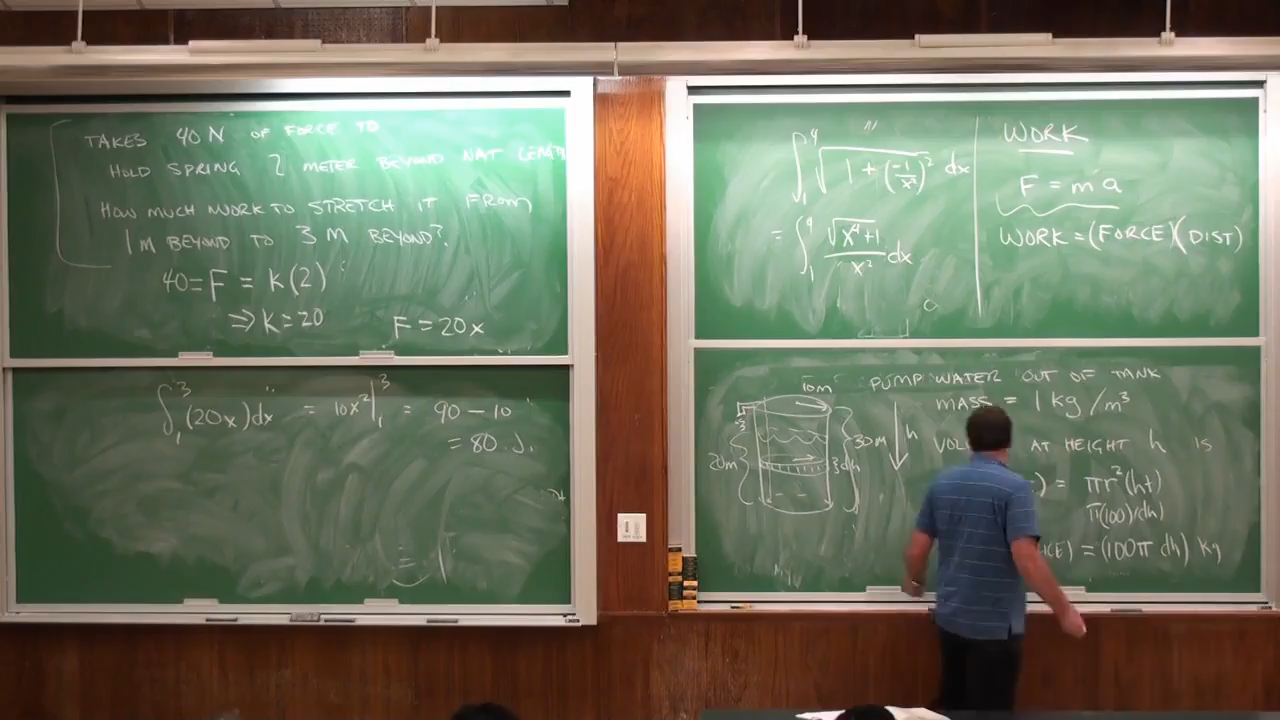 TAKES 40 N OF FORCE TO
HOLD SPRING 2 METER BEYOND NAT LENGTH
HOW MUCH WORK TO STRETCH IT FROM
1 M BEYOND TO 3 M BEYOND?
40 = F = K(2)
⇒ K = 20 F = 20x
∫₁³ (20x)dx = 10x²|₁³ = 90 − 10
= 80 J.
∫₁⁴ √(1 + (−1/x²)²) dx
= ∫₁⁴ √(x⁴+1)/x² dx
WORK
F = ma
WORK = (FORCE)(DIST)
10m PUMP WATER OUT OF TANK
MASS = 1 kg/m³
h AT HEIGHT h IS
20m 30M dh
) = πr²(ht)
π(100)(dh)
= (100π dh) kg